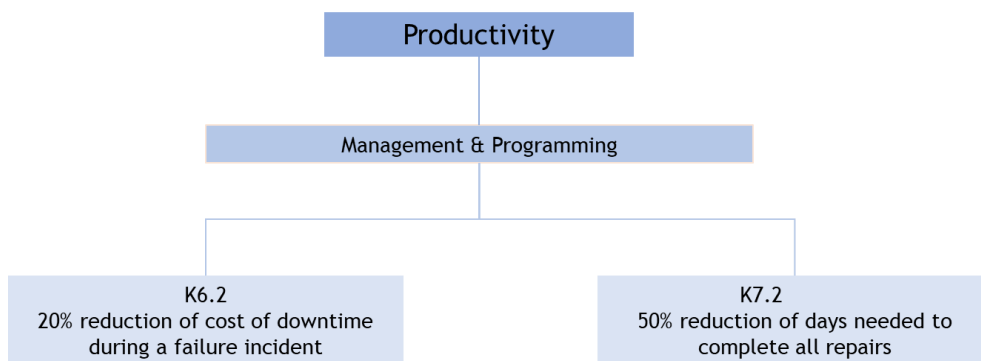 Productivity
Management & Programming
K6.2
20% reduction of cost of downtime
during a failure incident
K7.2
50% reduction of days needed to
complete all repairs